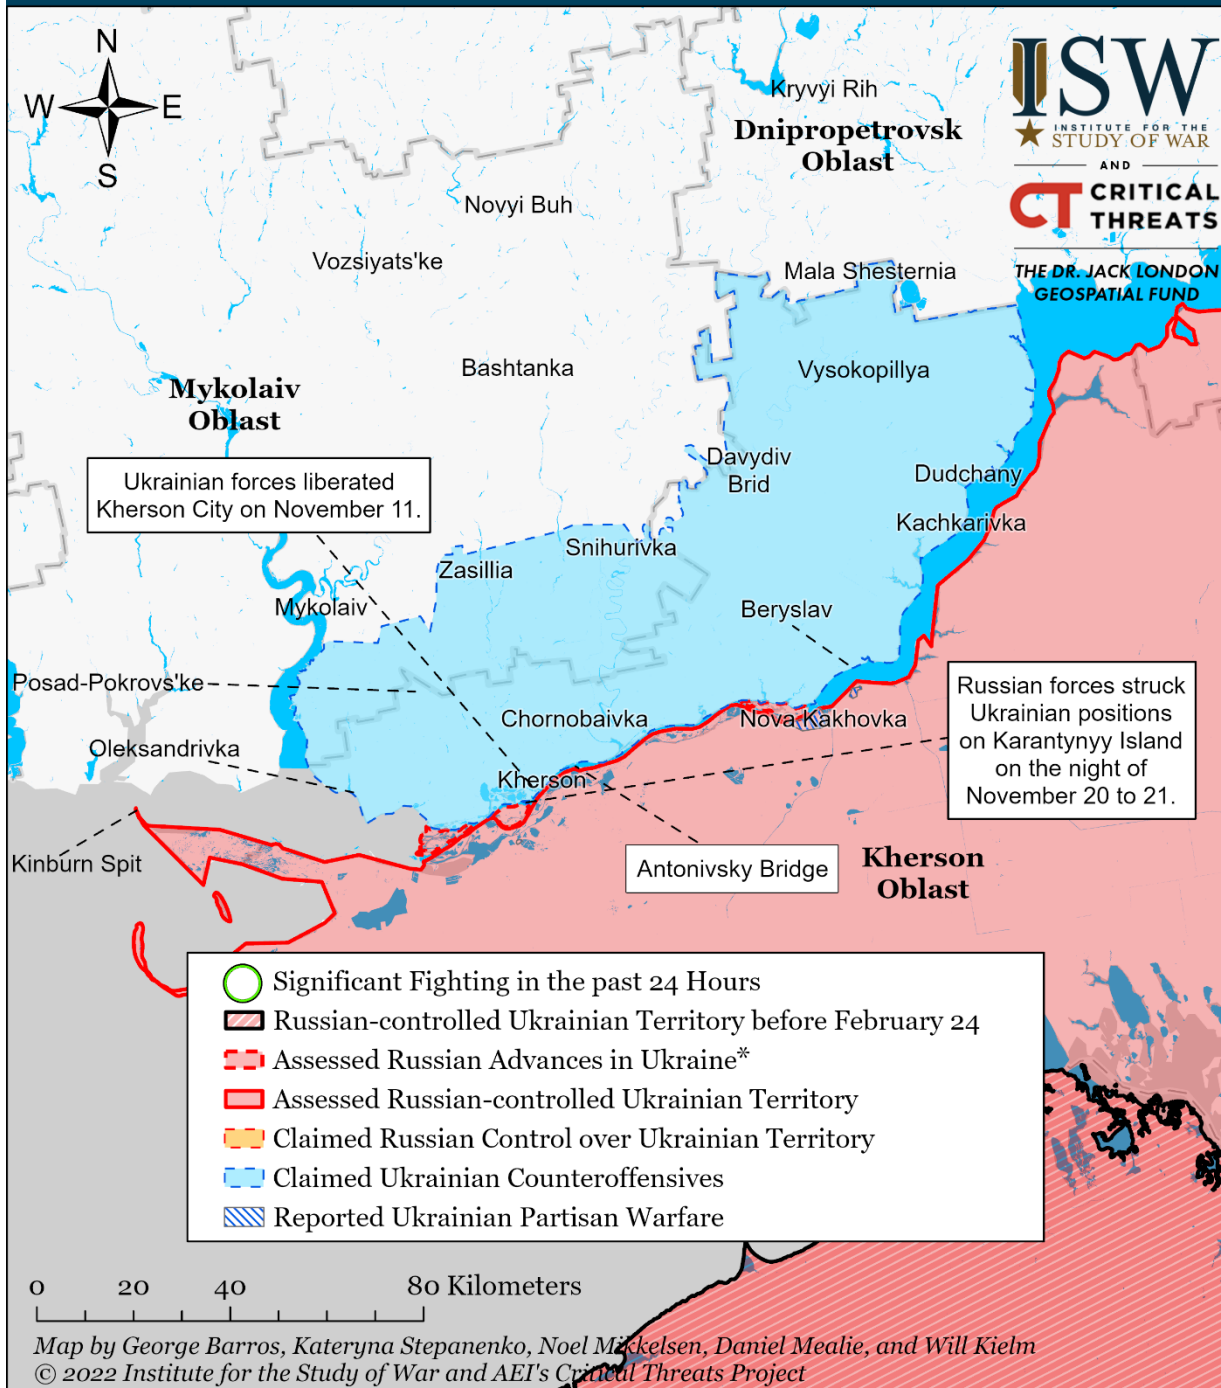 N
W E
S
ISW
INSTITUTE FOR THE
STUDY OF WAR
AND
CT CRITICAL
THREATS
THE DR. JACK LONDON
GEOSPATIAL FUND
Kryvyi Rih
Dnipropetrovsk
Oblast
Novyi Buh
Vozsiyats'ke
Mala Shesternia
Bashtanka
Vysokopillya
Mykolaiv
Oblast
Davydiv
Brid
Dudchany
Ukrainian forces liberated
Kherson City on November 11.
Kachkarivka
Snihurivka
Zasillia
Mykolaiv
Beryslav
Posad-Pokrovs'ke
Russian forces struck
Ukrainian positions
on Karantynyy Island
on the night of
November 20 to 21.
Chornobaivka
Nova Kakhovka
Oleksandrivka
Kherson
Kinburn Spit
Antonivsky Bridge
Kherson
Oblast
Significant Fighting in the past 24 Hours
Russian-controlled Ukrainian Territory before February 24
Assessed Russian Advances in Ukraine*
Assessed Russian-controlled Ukrainian Territory
Claimed Russian Control over Ukrainian Territory
Claimed Ukrainian Counteroffensives
Reported Ukrainian Partisan Warfare
0 20 40 80 Kilometers
Map by George Barros, Kateryna Stepanenko, Noel Mikkelsen, Daniel Mealie, and Will Kielm
© 2022 Institute for the Study of War and AEI's Critical Threats Project